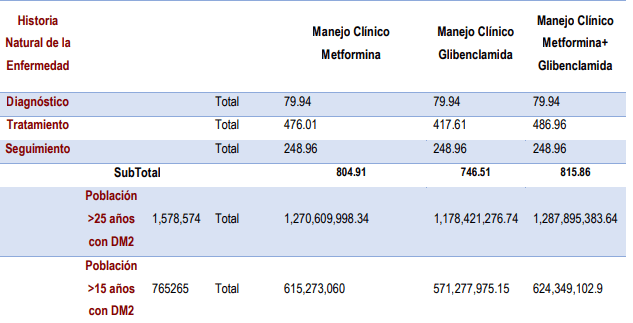 Historia Natural de la Enfermedad Manejo Clínico Metformina Manejo Clínico Glibenclamida Manejo Clínico Metformina+ Glibenclamida
Diagnóstico Total 79.94 79.94 79.94
Tratamiento Total 476.01 417.61 486.96
Seguimiento Total 248.96 248.96 248.96
SubTotal 804.91 746.51 815.86
Población >25 años con DM2 1,578,574 Total 1,270,609,998.34 1,178,421,276.74 1,287,895,383.64
Población >15 años con DM2 765265 Total 615,273,060 571,277,975.15 624,349,102.9